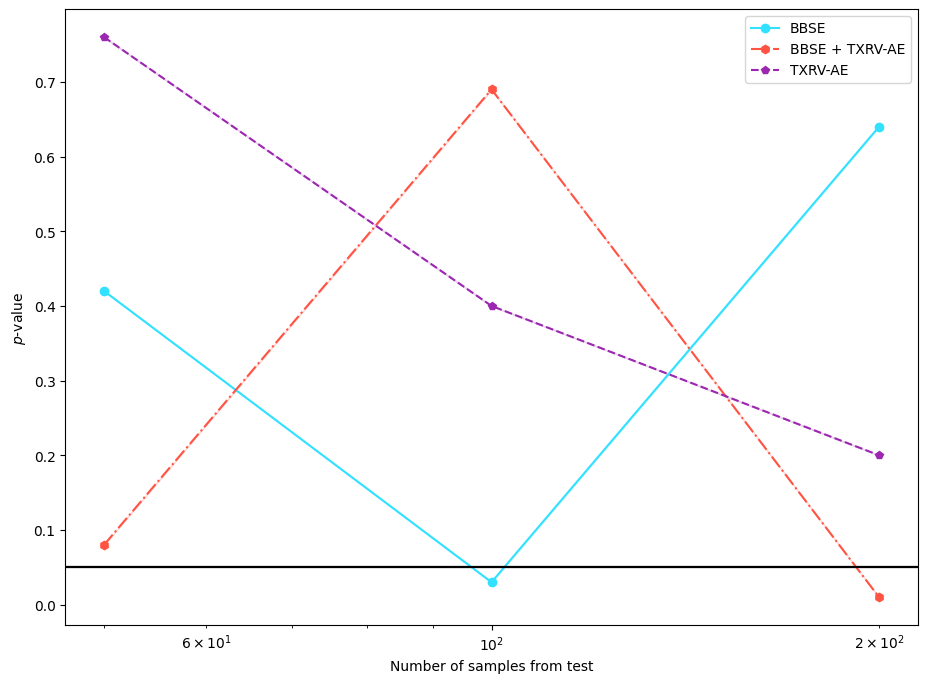 BBSE
BBSE + TXRV-AE
TXRV-AE
0.7
0.6
0.5
0.4
0.3
0.2
0.1
0.0
p-value
6 × 10¹
10²
2 × 10²
Number of samples from test